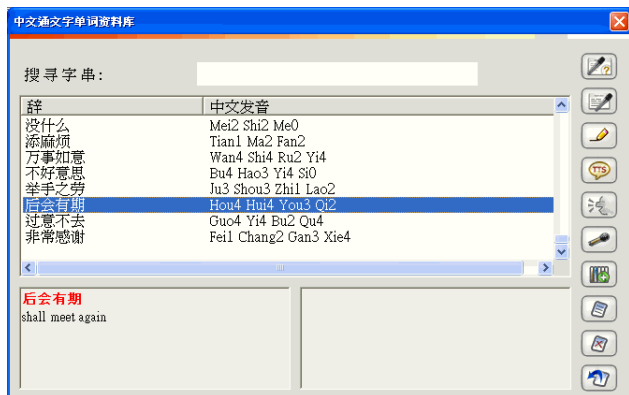 中文通文字单词资料库
搜寻字串:
辞 中文发音
没什么 Mei2 Shi2 Me0
添麻烦 Tian1 Ma2 Fan2
万事如意 Wan4 Shi4 Ru2 Yi4
不好意思 Bu4 Hao3 Yi4 Si0
举手之劳 Ju3 Shou3 Zhi1 Lao2
后会有期 Hou4 Hui4 You3 Qi2
过意不去 Guo4 Yi4 Bu2 Qu4
非常感谢 Fei1 Chang2 Gan3 Xie4
后会有期
shall meet again
TTS